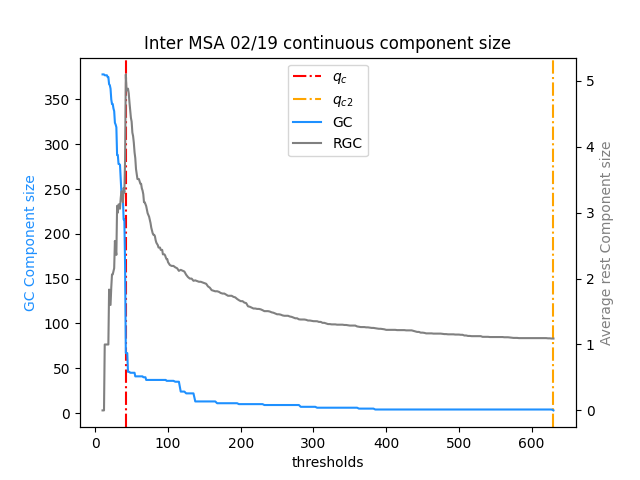 Inter MSA 02/19 continuous component size
q_c
q_c2
GC
RGC
350
300
250
200
150
100
50
0
GC Component size
5
4
3
2
1
0
Average rest Component size
0 100 200 300 400 500 600
thresholds